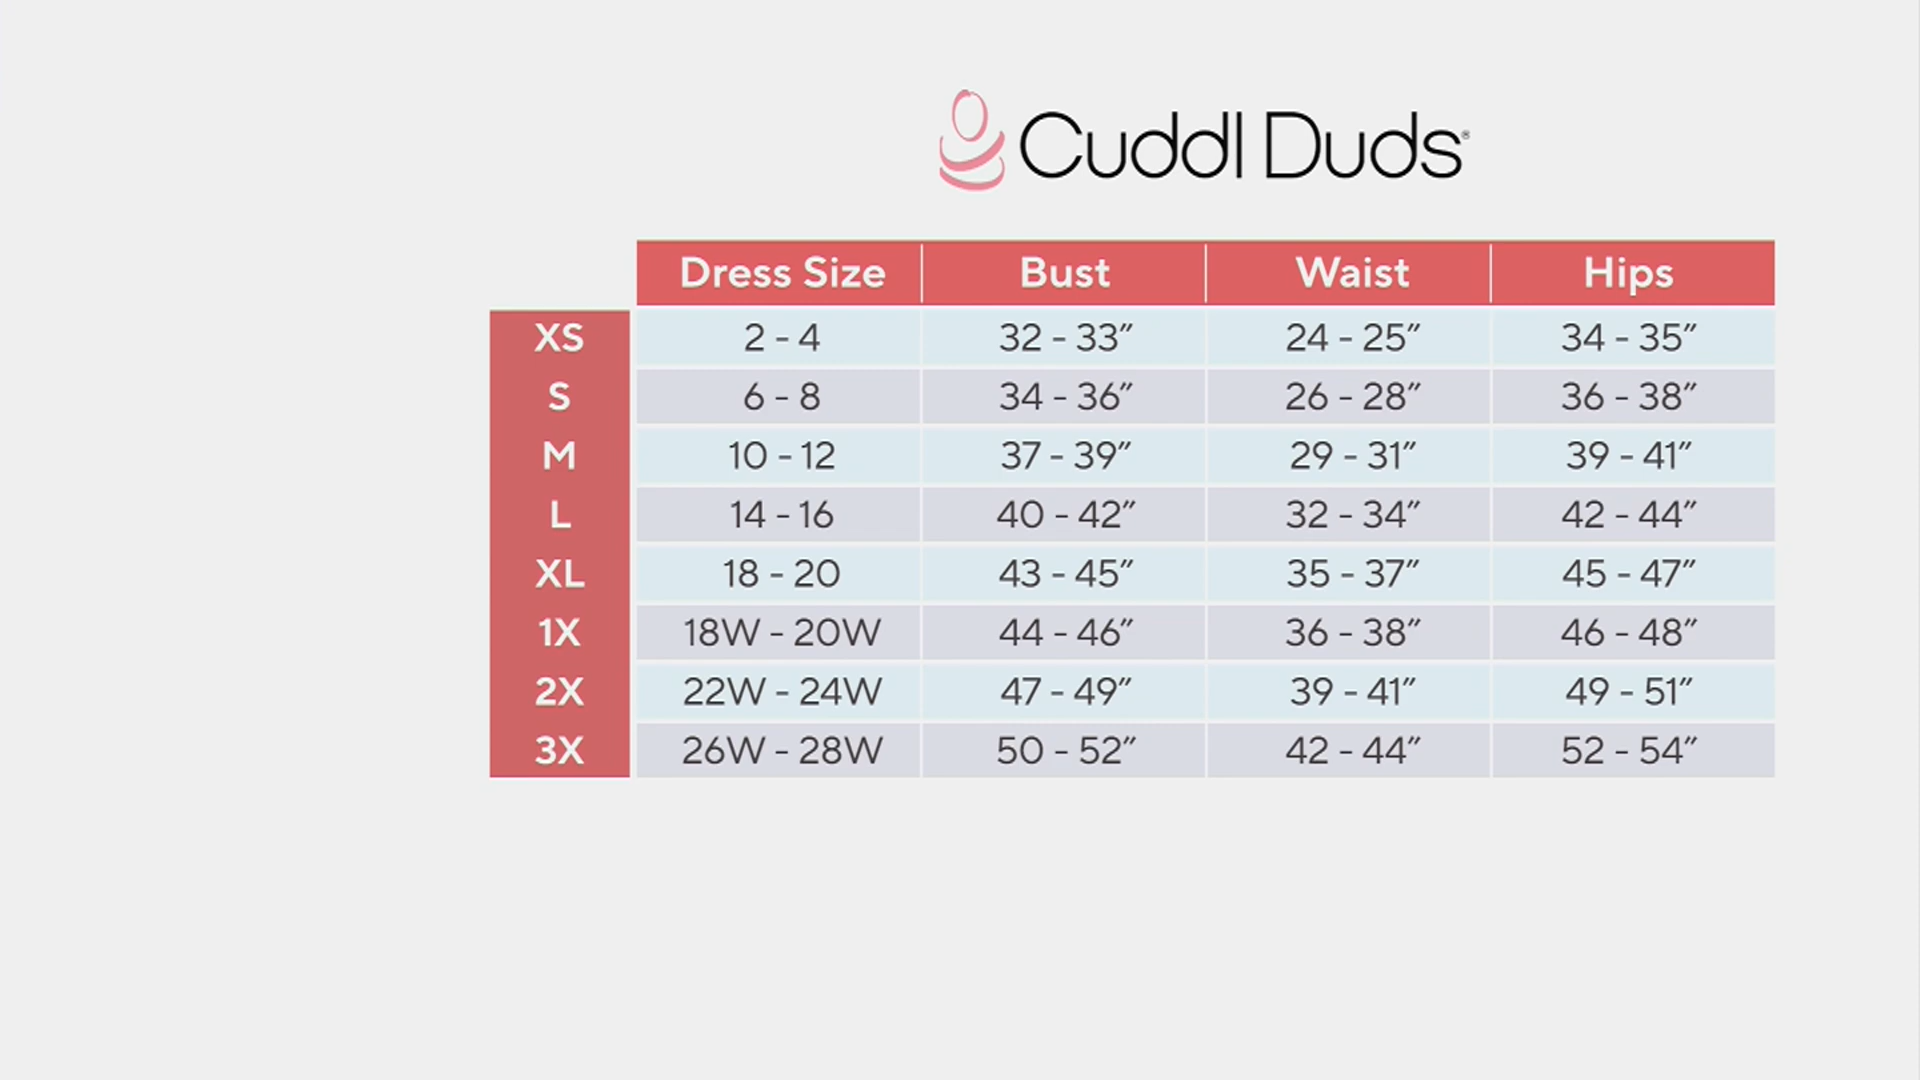 Cuddl Duds®
Dress Size Bust Waist Hips
XS 2 - 4 32 - 33″ 24 - 25″ 34 - 35″
S 6 - 8 34 - 36″ 26 - 28″ 36 - 38″
M 10 - 12 37 - 39″ 29 - 31″ 39 - 41″
L 14 - 16 40 - 42″ 32 - 34″ 42 - 44″
XL 18 - 20 43 - 45″ 35 - 37″ 45 - 47″
1X 18W - 20W 44 - 46″ 36 - 38″ 46 - 48″
2X 22W - 24W 47 - 49″ 39 - 41″ 49 - 51″
3X 26W - 28W 50 - 52″ 42 - 44″ 52 - 54″